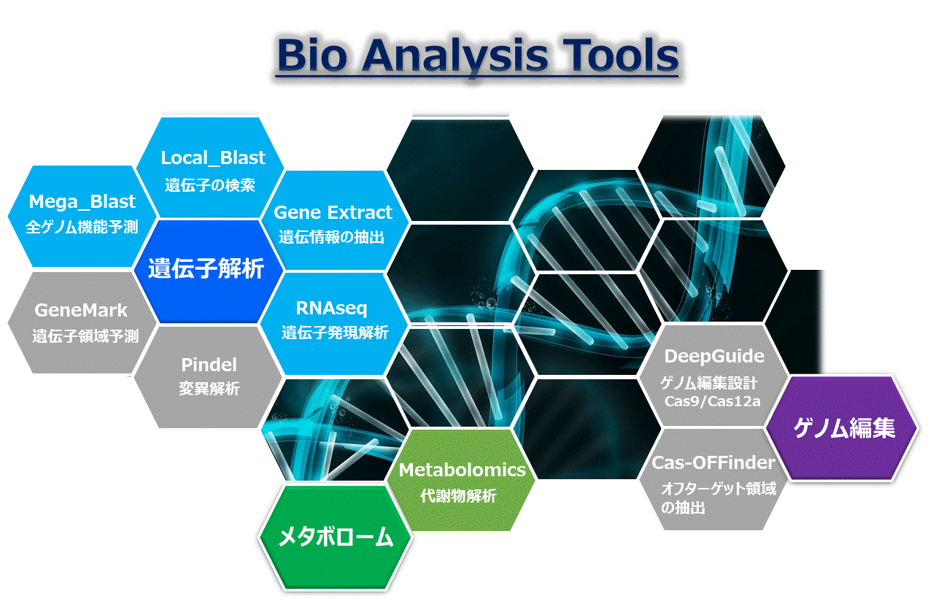 Bio Analysis Tools
Local_Blast
遺伝子の検索
Mega_Blast
全ゲノム機能予測
Gene Extract
遺伝情報の抽出
遺伝子解析
GeneMark
遺伝子領域予測
RNAseq
遺伝子発現解析
Pindel
変異解析
DeepGuide
ゲノム編集設計
Cas9/Cas12a
ゲノム編集
Metabolomics
代謝物解析
Cas-OFFinder
オフターゲット領域
の抽出
メタボローム